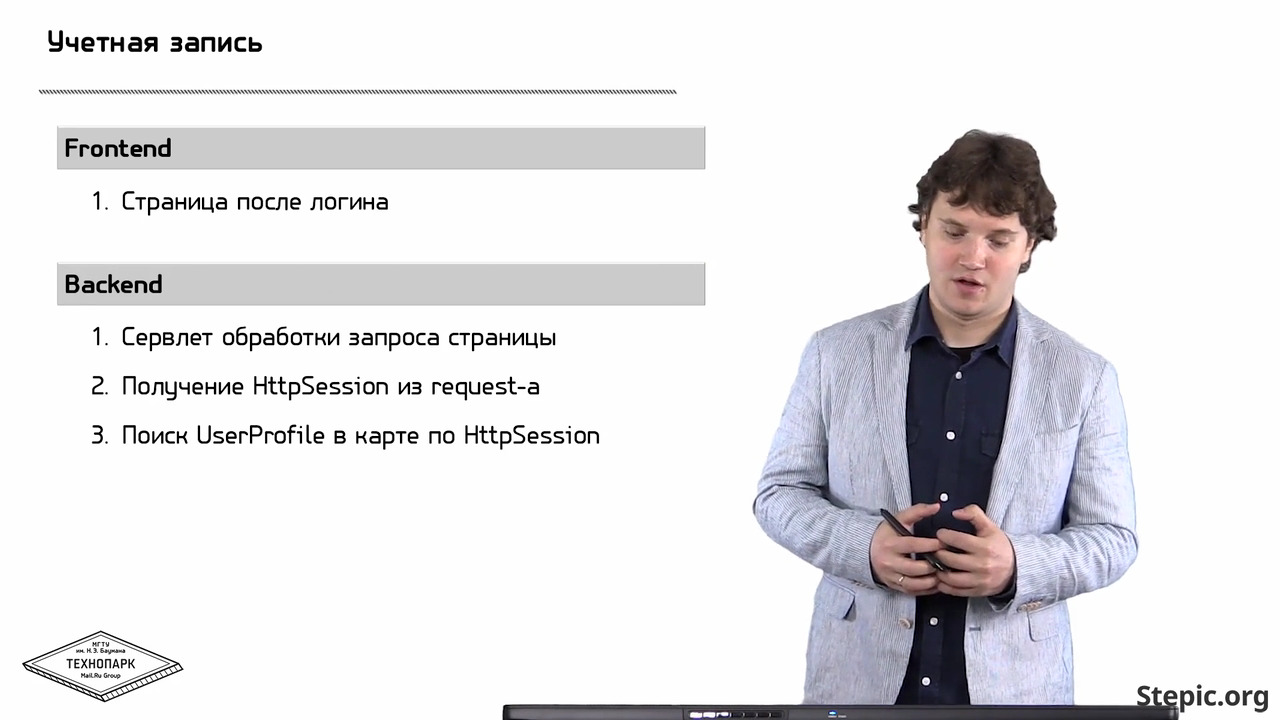 Учетная запись
Frontend
1. Страница после логина
Backend
1. Сервлет обработки запроса страницы
2. Получение HttpSession из request-а
3. Поиск UserProfile в карте по HttpSession
МГТУ
им. Н.Э. Баумана
ТЕХНОПАРК
Mail.Ru Group
Stepic.org